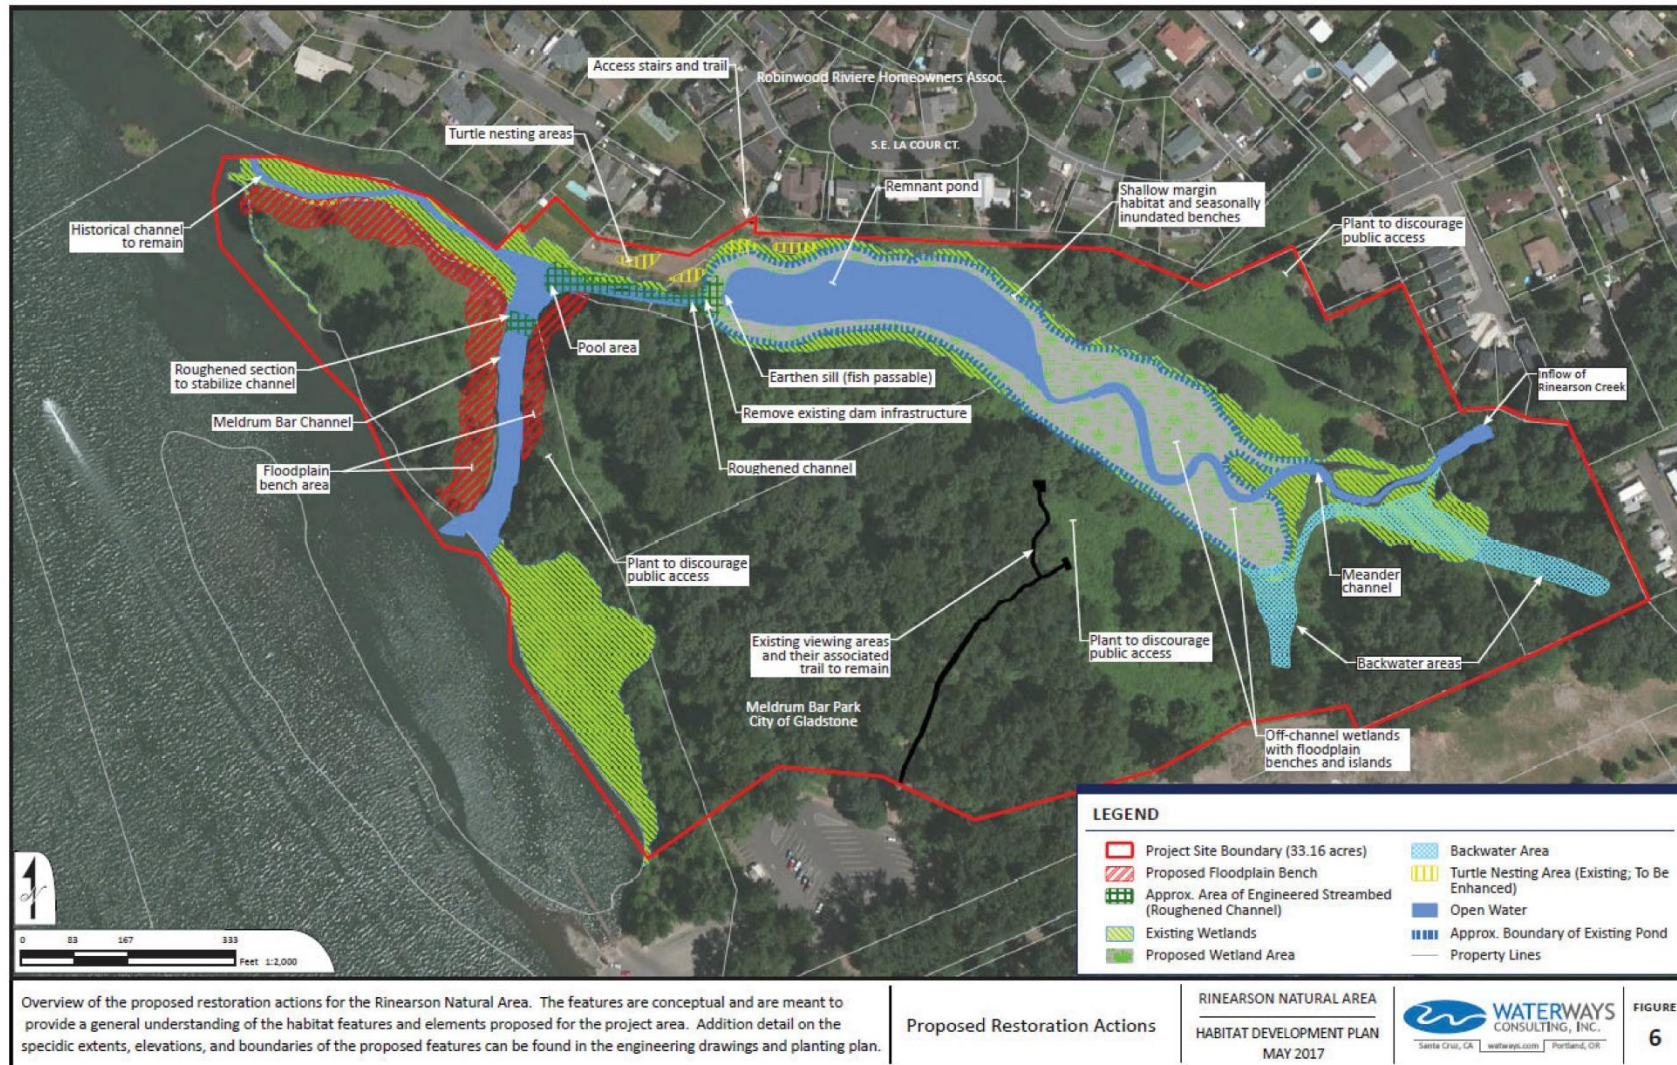 Access stairs and trail
Robinwood Riviere Homeowners Assoc.
Turtle nesting areas
S.E. LA COUR CT.
Remnant pond
Shallow margin
habitat and seasonally
inundated benches
Plant to discourage
public access
Historical channel
to remain
Pool area
Roughened section
to stabilize channel
Earthen sill (fish passable)
Inflow of
Rinearson Creek
Meldrum Bar Channel
Remove existing dam infrastructure
Floodplain
bench area
Roughened channel
Plant to discourage
public access
Meander
channel
Existing viewing areas
and their associated
trail to remain
Plant to discourage
public access
Backwater areas
Meldrum Bar Park
City of Gladstone
Off-channel wetlands
with floodplain
benches and islands
LEGEND
Project Site Boundary (33.16 acres)
Proposed Floodplain Bench
Approx. Area of Engineered Streambed
(Roughened Channel)
Existing Wetlands
Proposed Wetland Area
Backwater Area
Turtle Nesting Area (Existing; To Be
Enhanced)
Open Water
Approx. Boundary of Existing Pond
Property Lines
N
0 83 167 333
Feet 1:2,000
Overview of the proposed restoration actions for the Rinearson Natural Area. The features are conceptual and are meant to
provide a general understanding of the habitat features and elements proposed for the project area. Addition detail on the
specidic extents, elevations, and boundaries of the proposed features can be found in the engineering drawings and planting plan.
Proposed Restoration Actions
RINEARSON NATURAL AREA
HABITAT DEVELOPMENT PLAN
MAY 2017
WATERWAYS
CONSULTING, INC.
Santa Cruz, CA watways.com Portland, OR
FIGURE
6